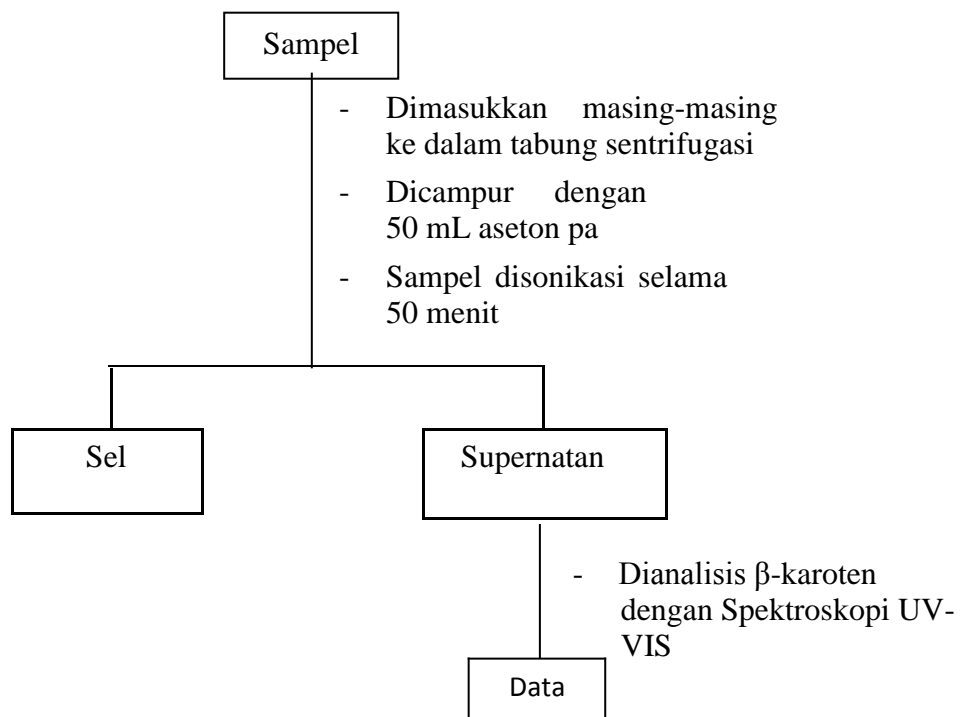 Sampel
- Dimasukkan masing-masing
ke dalam tabung sentrifugasi
- Dicampur dengan
50 mL aseton pa
- Sampel disonikasi selama
50 menit
Sel
Supernatan
- Dianalisis β-karoten
dengan Spektroskopi UV-
VIS
Data